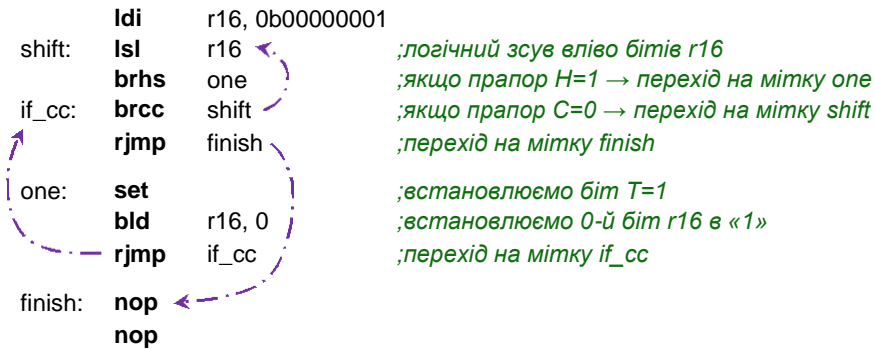 ldi r16, 0b00000001
shift: lsl r16 ;логічний зсув вліво бітів r16
brhs one ;якщо прапор H=1 → перехід на мітку one
if_cc: brcc shift ;якщо прапор C=0 → перехід на мітку shift
rjmp finish ;перехід на мітку finish
one: set ;встановлюємо біт T=1
bld r16, 0 ;встановлюємо 0-й біт r16 в «1»
rjmp if_cc ;перехід на мітку if_cc
finish: nop
nop